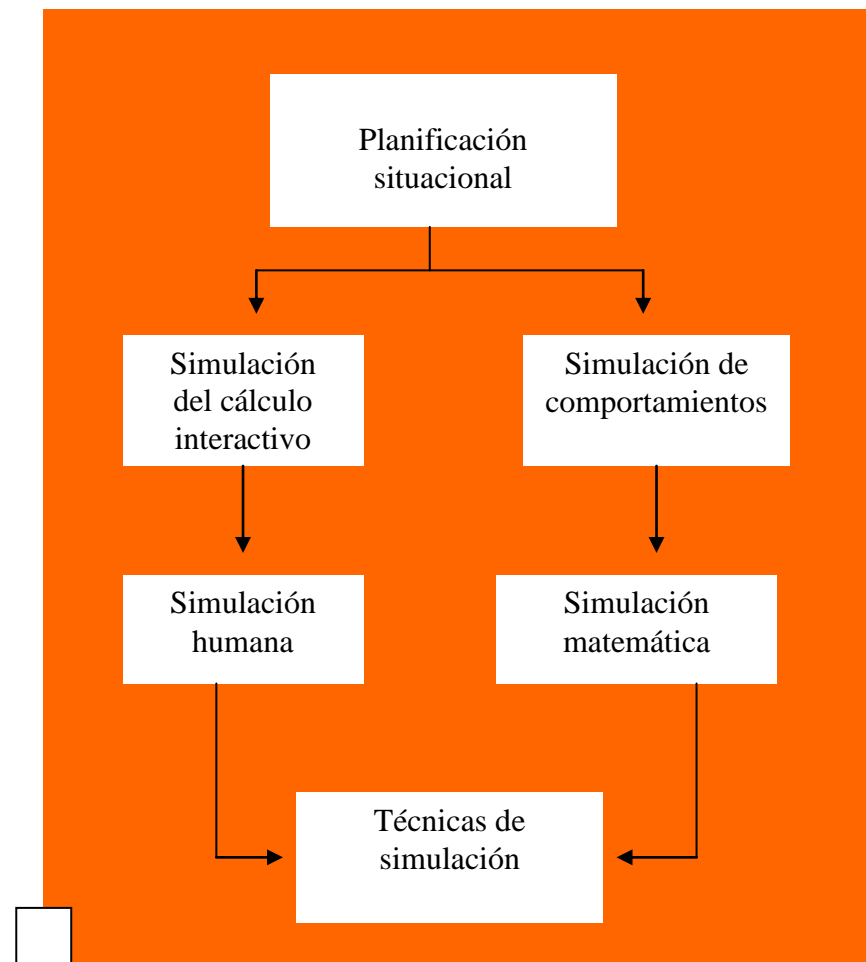 Planificación
situacional
Simulación
del cálculo
interactivo
Simulación de
comportamientos
Simulación
humana
Simulación
matemática
Técnicas de
simulación